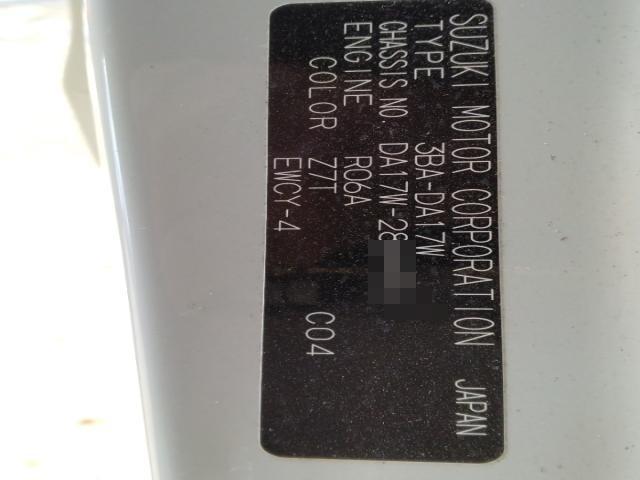 SUZUKI MOTOR CORPORATION JAPAN
TYPE 3BA-DA17W
CHASSIS NO DA17W-28
ENGINE R06A
COLOR Z7T C04
EWCY-4